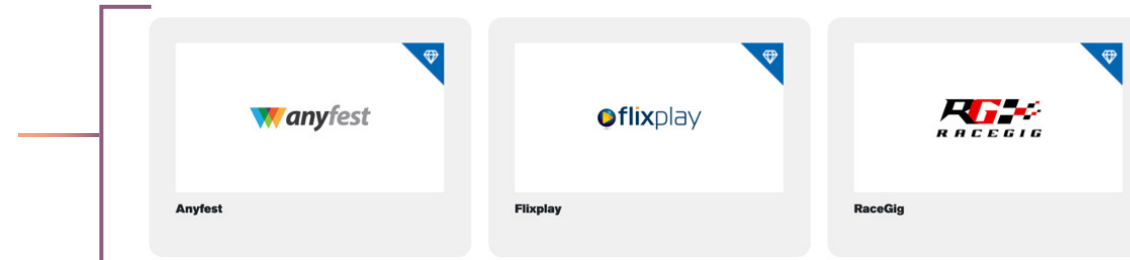 anyfest
flixplay
RG
RACEGIG
Anyfest
Flixplay
RaceGig